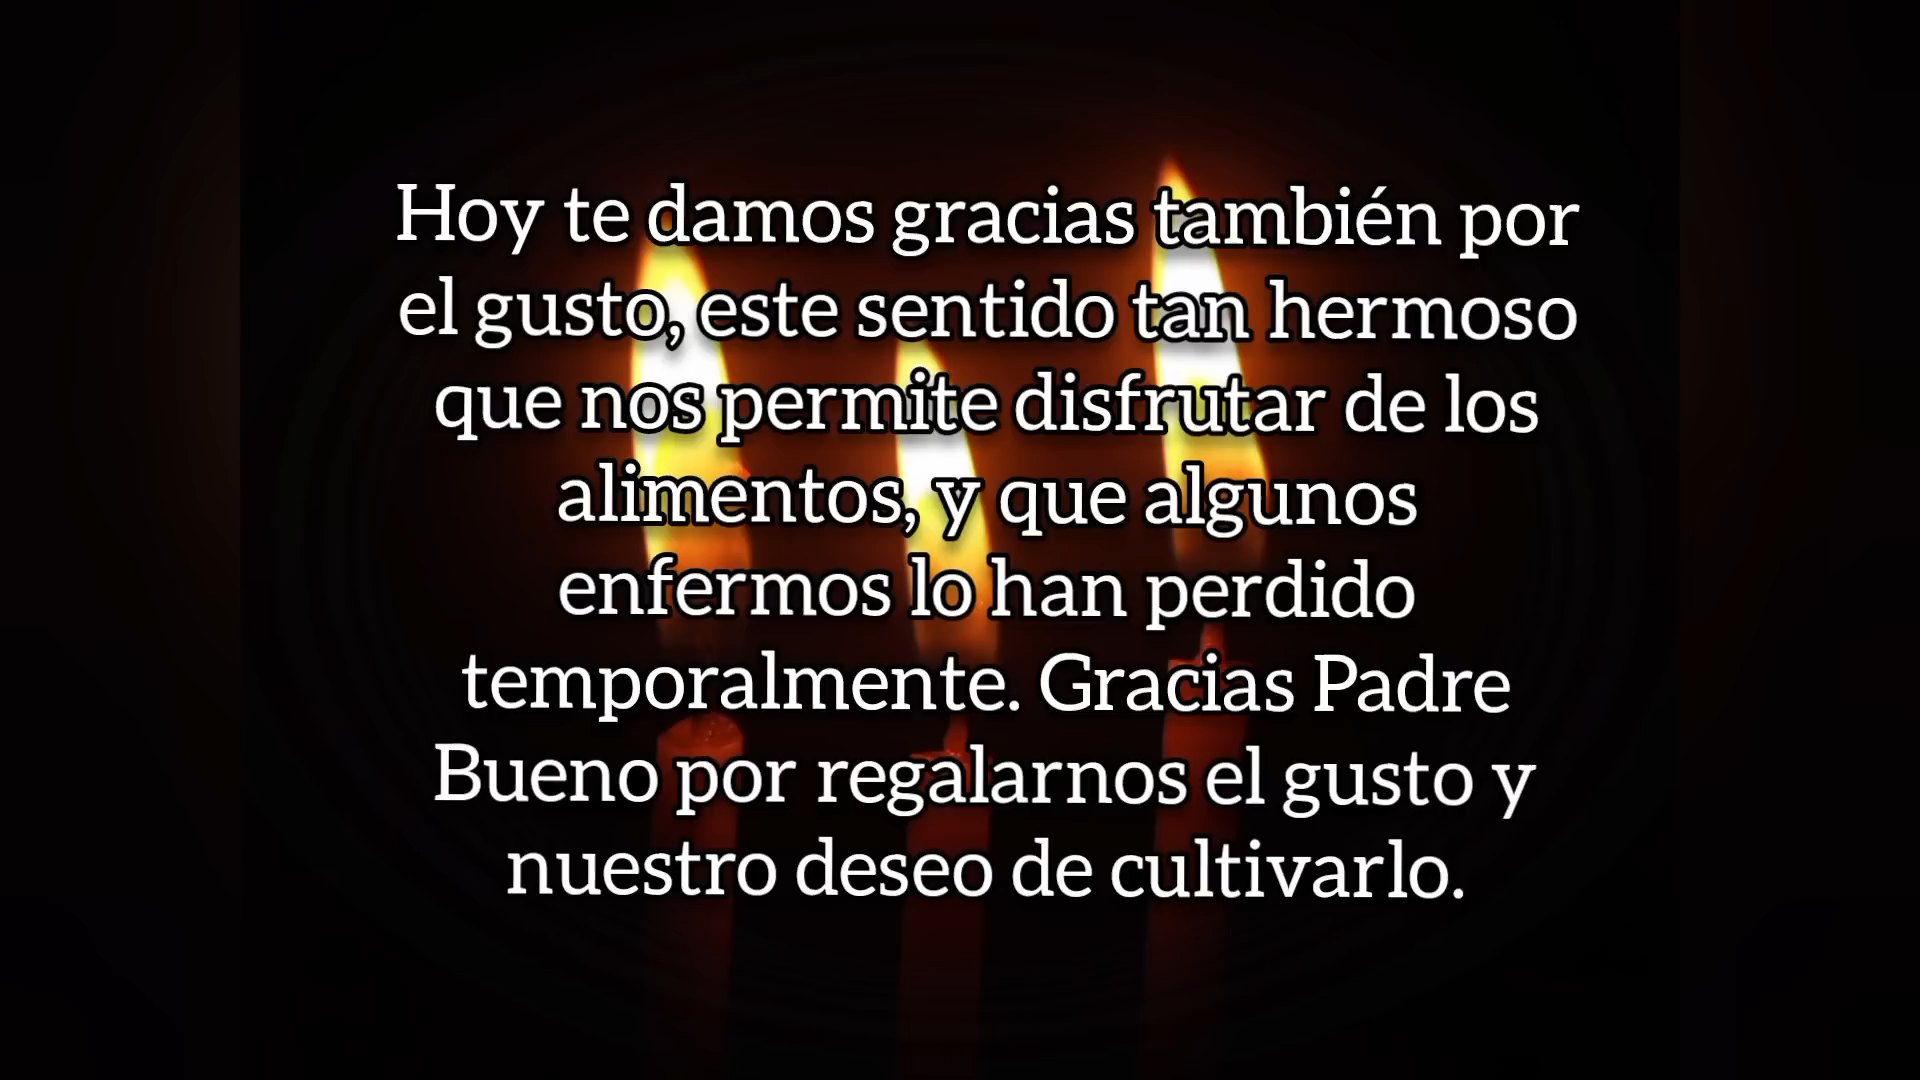 Hoy te damos gracias también por
el gusto, este sentido tan hermoso
que nos permite disfrutar de los
alimentos, y que algunos
enfermos lo han perdido
temporalmente. Gracias Padre
Bueno por regalarnos el gusto y
nuestro deseo de cultivarlo.